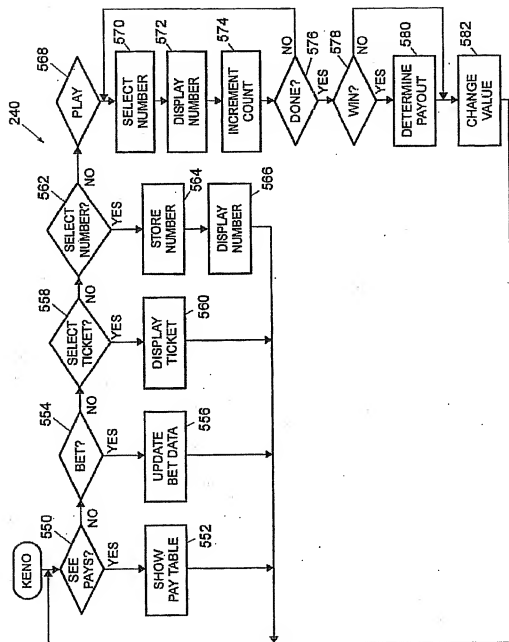 240
KENO
550
SEE
PAYS?
NO
YES
552
SHOW
PAY TABLE
554
BET?
NO
YES
556
UPDATE
BET DATA
558
SELECT
TICKET?
NO
YES
560
DISPLAY
TICKET
562
SELECT
NUMBER?
NO
YES
564
STORE
NUMBER
566
DISPLAY
NUMBER
568
PLAY
570
SELECT
NUMBER
572
DISPLAY
NUMBER
574
INCREMENT
COUNT
576
DONE?
NO
YES
578
WIN?
NO
YES
580
DETERMINE
PAYOUT
582
CHANGE
VALUE